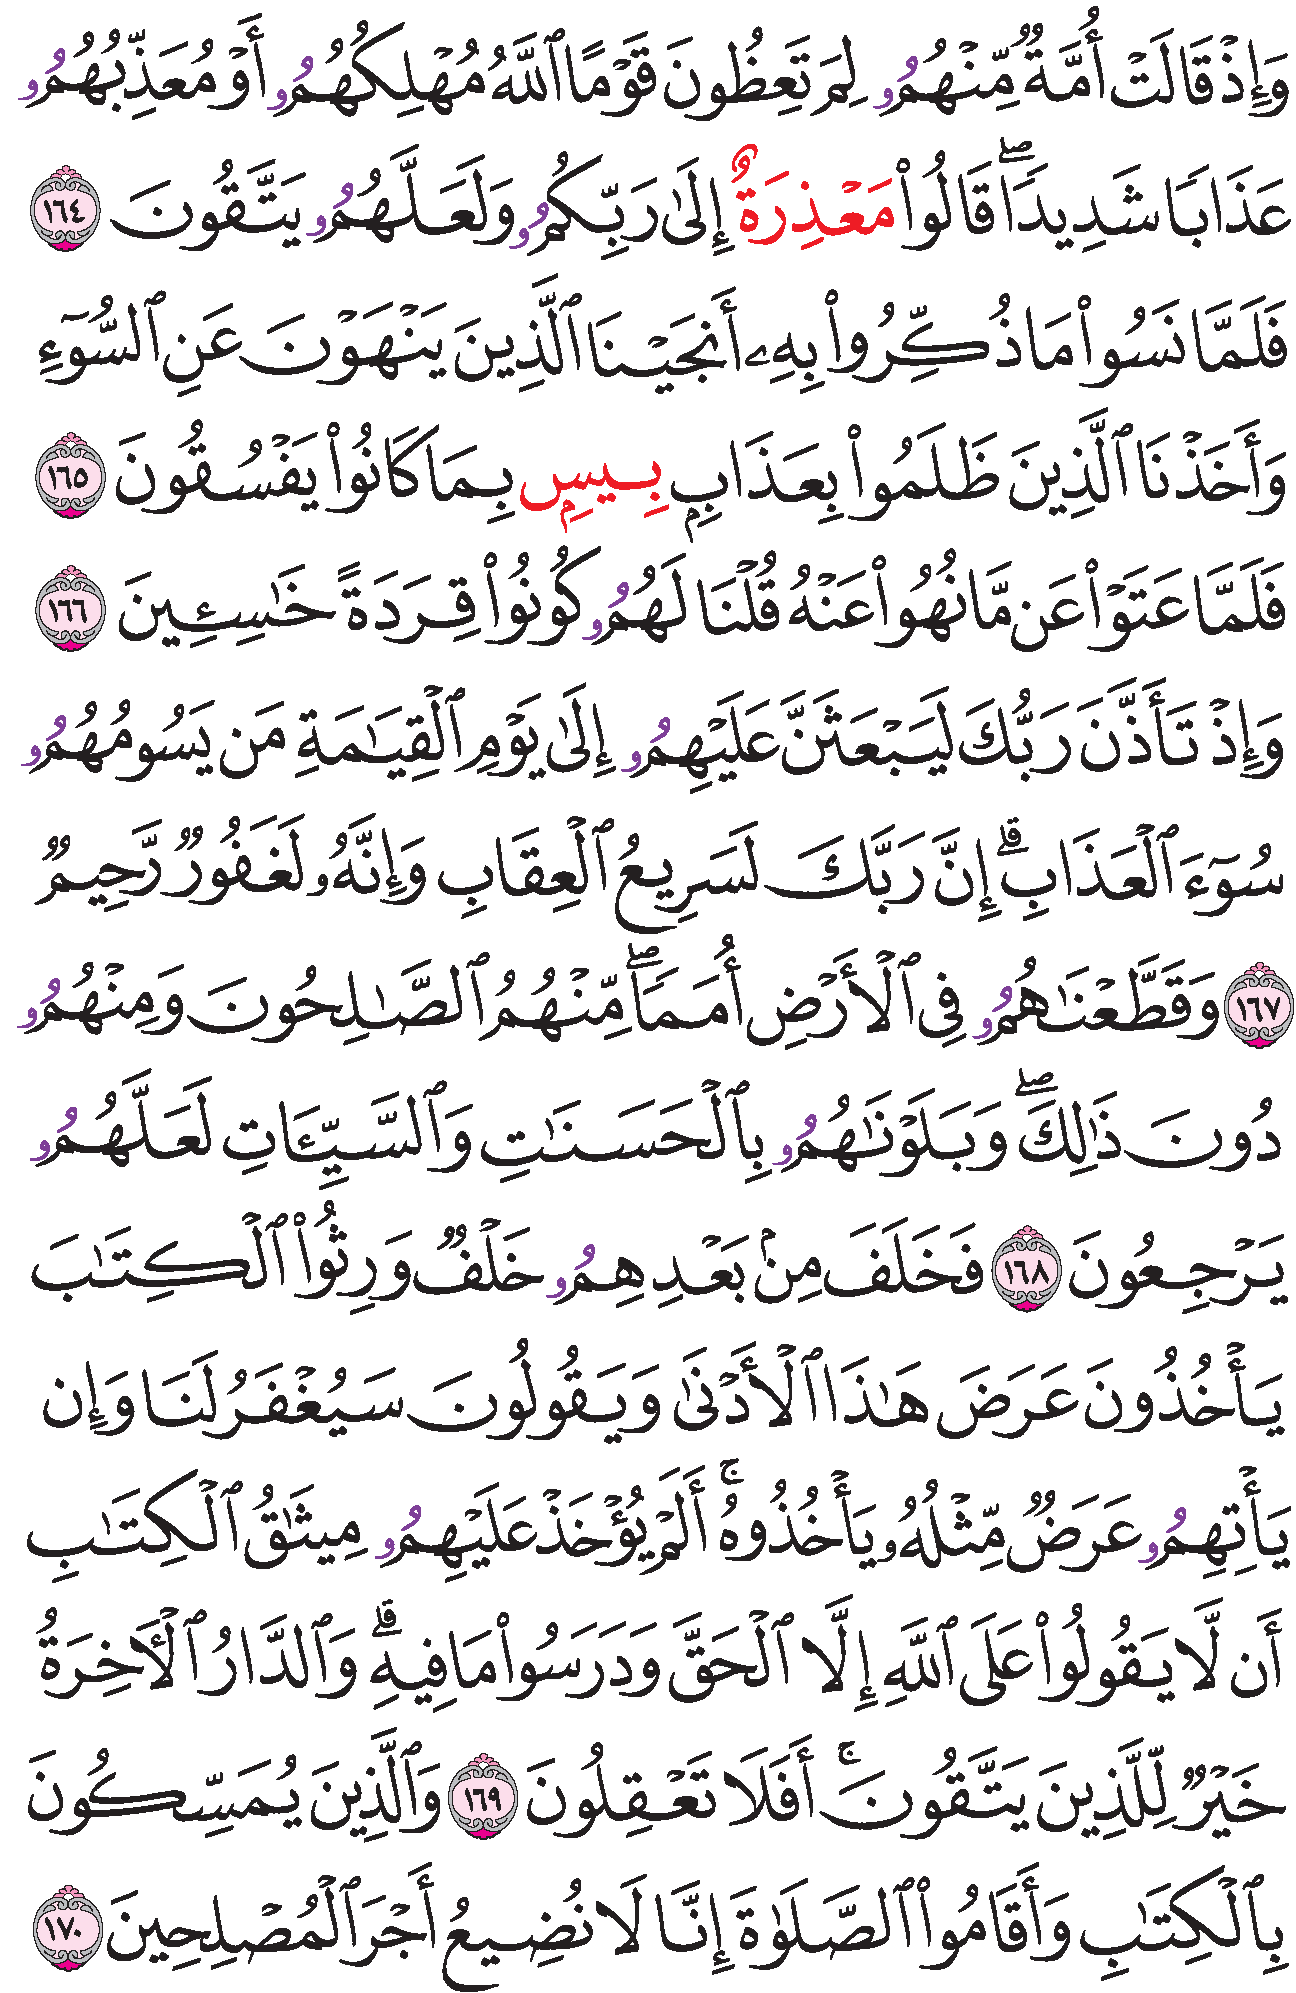 وَإِذۡ قَالَتۡ أُمَّةٞ مِّنۡهُمُۥ لِمَ تَعِظُونَ قَوۡمًا ٱللَّهُ مُهۡلِكُهُمُۥ أَوۡ مُعَذِّبُهُمُۥ
عَذَابٗا شَدِيدٗاۖ قَالُواْ مَعۡذِرَةٌ إِلَىٰ رَبِّكُمُۥ وَلَعَلَّهُمُۥ يَتَّقُونَ ١٦٤
فَلَمَّا نَسُواْ مَا ذُكِّرُواْ بِهِۦٓ أَنجَيۡنَا ٱلَّذِينَ يَنۡهَوۡنَ عَنِ ٱلسُّوٓءِ
وَأَخَذۡنَا ٱلَّذِينَ ظَلَمُواْ بِعَذَابِۭ بِيسِۭ بِمَا كَانُواْ يَفۡسُقُونَ ١٦٥
فَلَمَّا عَتَوۡاْ عَن مَّا نُهُواْ عَنۡهُ قُلۡنَا لَهُمُۥ كُونُواْ قِرَدَةً خَٰسِـِٔينَ ١٦٦
وَإِذۡ تَأَذَّنَ رَبُّكَ لَيَبۡعَثَنَّ عَلَيۡهِمُۥ إِلَىٰ يَوۡمِ ٱلۡقِيَٰمَةِ مَن يَسُومُهُمُۥ
سُوٓءَ ٱلۡعَذَابِۗ إِنَّ رَبَّكَ لَسَرِيعُ ٱلۡعِقَابِ وَإِنَّهُۥ لَغَفُورٞ رَّحِيمٞ
١٦٧ وَقَطَّعۡنَٰهُمُۥ فِي ٱلۡأَرۡضِ أُمَمٗاۖ مِّنۡهُمُ ٱلصَّٰلِحُونَ وَمِنۡهُمُۥ
دُونَ ذَٰلِكَۖ وَبَلَوۡنَٰهُمُۥ بِٱلۡحَسَنَٰتِ وَٱلسَّيِّـَٔاتِ لَعَلَّهُمُۥ
يَرۡجِعُونَ ١٦٨ فَخَلَفَ مِنۢ بَعۡدِهِمُۥ خَلۡفٞ وَرِثُواْ ٱلۡكِتَٰبَ
يَأۡخُذُونَ عَرَضَ هَٰذَا ٱلۡأَدۡنَىٰ وَيَقُولُونَ سَيُغۡفَرُ لَنَا وَإِن
يَأۡتِهِمُۥ عَرَضٞ مِّثۡلُهُۥ يَأۡخُذُوهُۚ أَلَمۡ يُؤۡخَذۡ عَلَيۡهِمُۥ مِيثَٰقُ ٱلۡكِتَٰبِ
أَن لَّا يَقُولُواْ عَلَى ٱللَّهِ إِلَّا ٱلۡحَقَّ وَدَرَسُواْ مَا فِيهِۗ وَٱلدَّارُ ٱلۡأٓخِرَةُ
خَيۡرٞ لِّلَّذِينَ يَتَّقُونَۚ أَفَلَا تَعۡقِلُونَ ١٦٩ وَٱلَّذِينَ يُمَسِّكُونَ
بِٱلۡكِتَٰبِ وَأَقَامُواْ ٱلصَّلَوٰةَ إِنَّا لَا نُضِيعُ أَجۡرَ ٱلۡمُصۡلِحِينَ ١٧٠